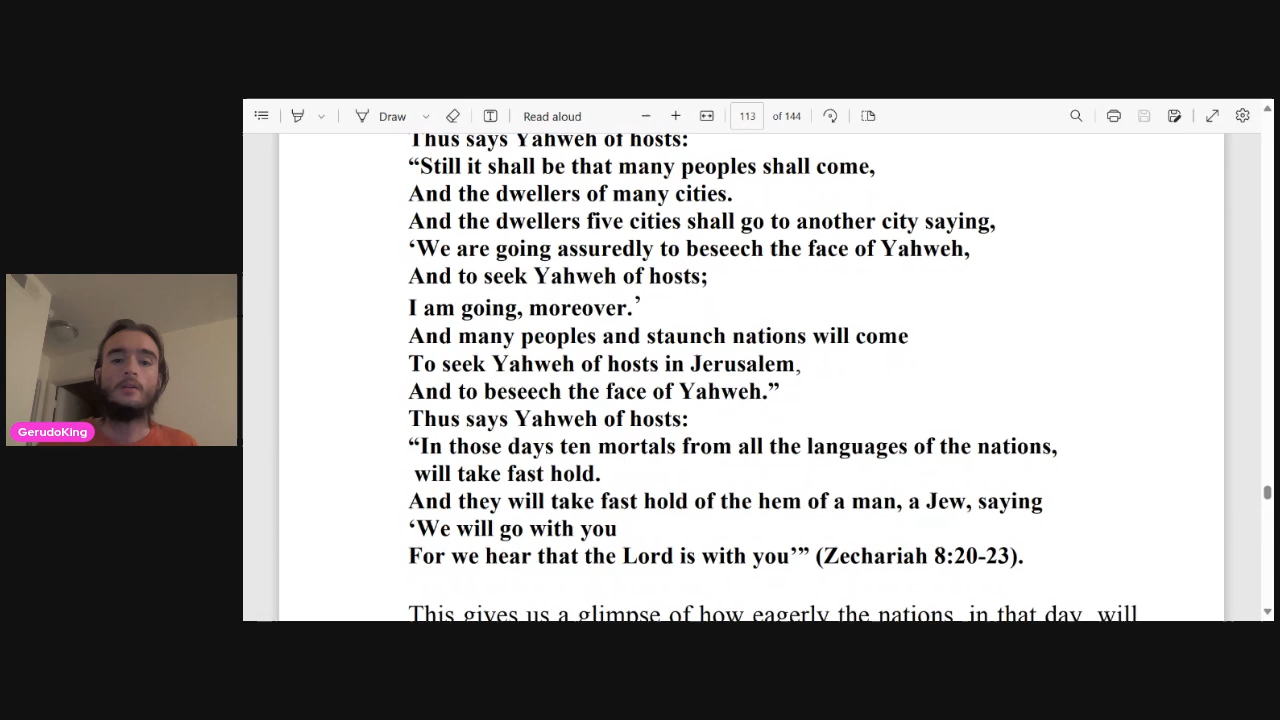 Draw
Read aloud
113 of 144
Thus says Yahweh of hosts:
“Still it shall be that many peoples shall come,
And the dwellers of many cities.
And the dwellers five cities shall go to another city saying,
‘We are going assuredly to beseech the face of Yahweh,
And to seek Yahweh of hosts;
I am going, moreover.’
And many peoples and staunch nations will come
To seek Yahweh of hosts in Jerusalem,
And to beseech the face of Yahweh.”
Thus says Yahweh of hosts:
“In those days ten mortals from all the languages of the nations,
will take fast hold.
And they will take fast hold of the hem of a man, a Jew, saying
‘We will go with you
For we hear that the Lord is with you’” (Zechariah 8:20-23).
This gives us a glimpse of how eagerly the nations, in that day, will
GerudoKing